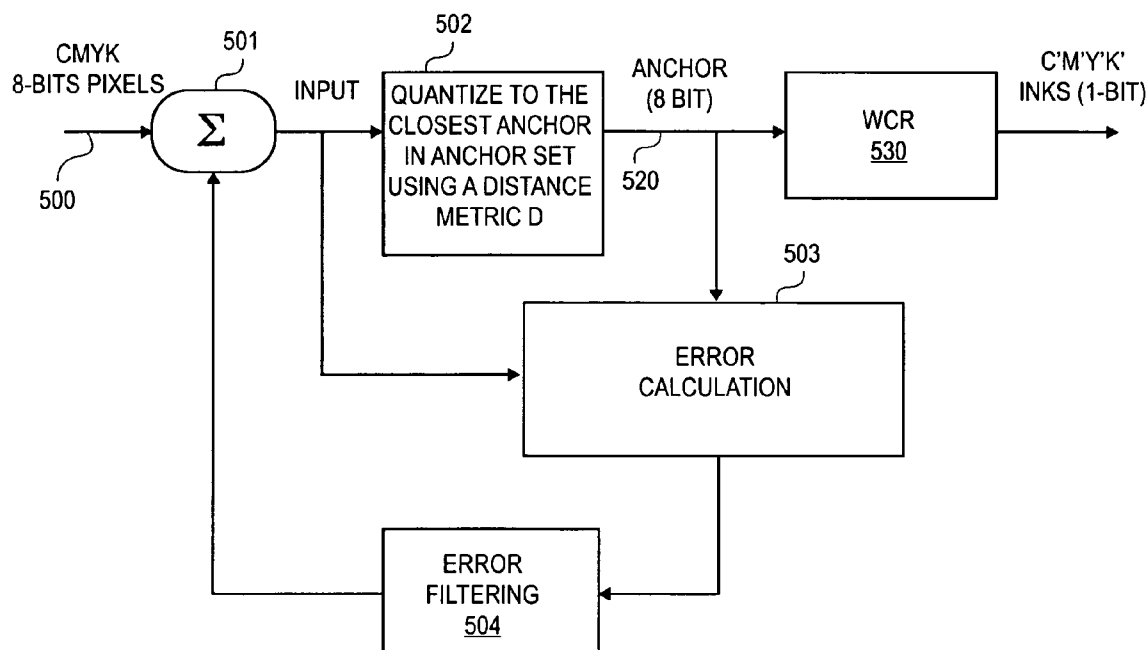 501
CMYK
8-BITS PIXELS
Σ
500
INPUT
502
QUANTIZE TO THE
CLOSEST ANCHOR
IN ANCHOR SET
USING A DISTANCE
METRIC D
ANCHOR
(8 BIT)
520
WCR
530
C'M'Y'K'
INKS (1-BIT)
503
ERROR
CALCULATION
ERROR
FILTERING
504